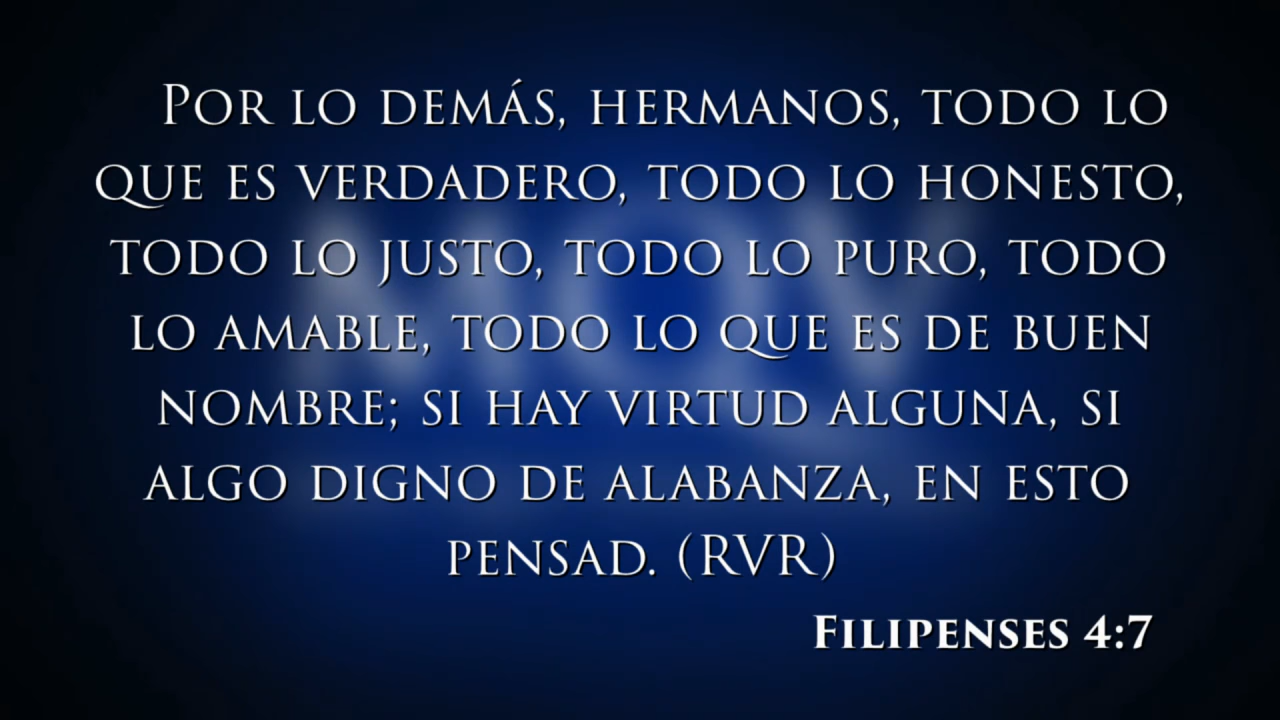 Por lo demás, hermanos, todo lo
que es verdadero, todo lo honesto,
todo lo justo, todo lo puro, todo
lo amable, todo lo que es de buen
nombre; si hay virtud alguna, si
algo digno de alabanza, en esto
pensad. (RVR)
Filipenses 4:7